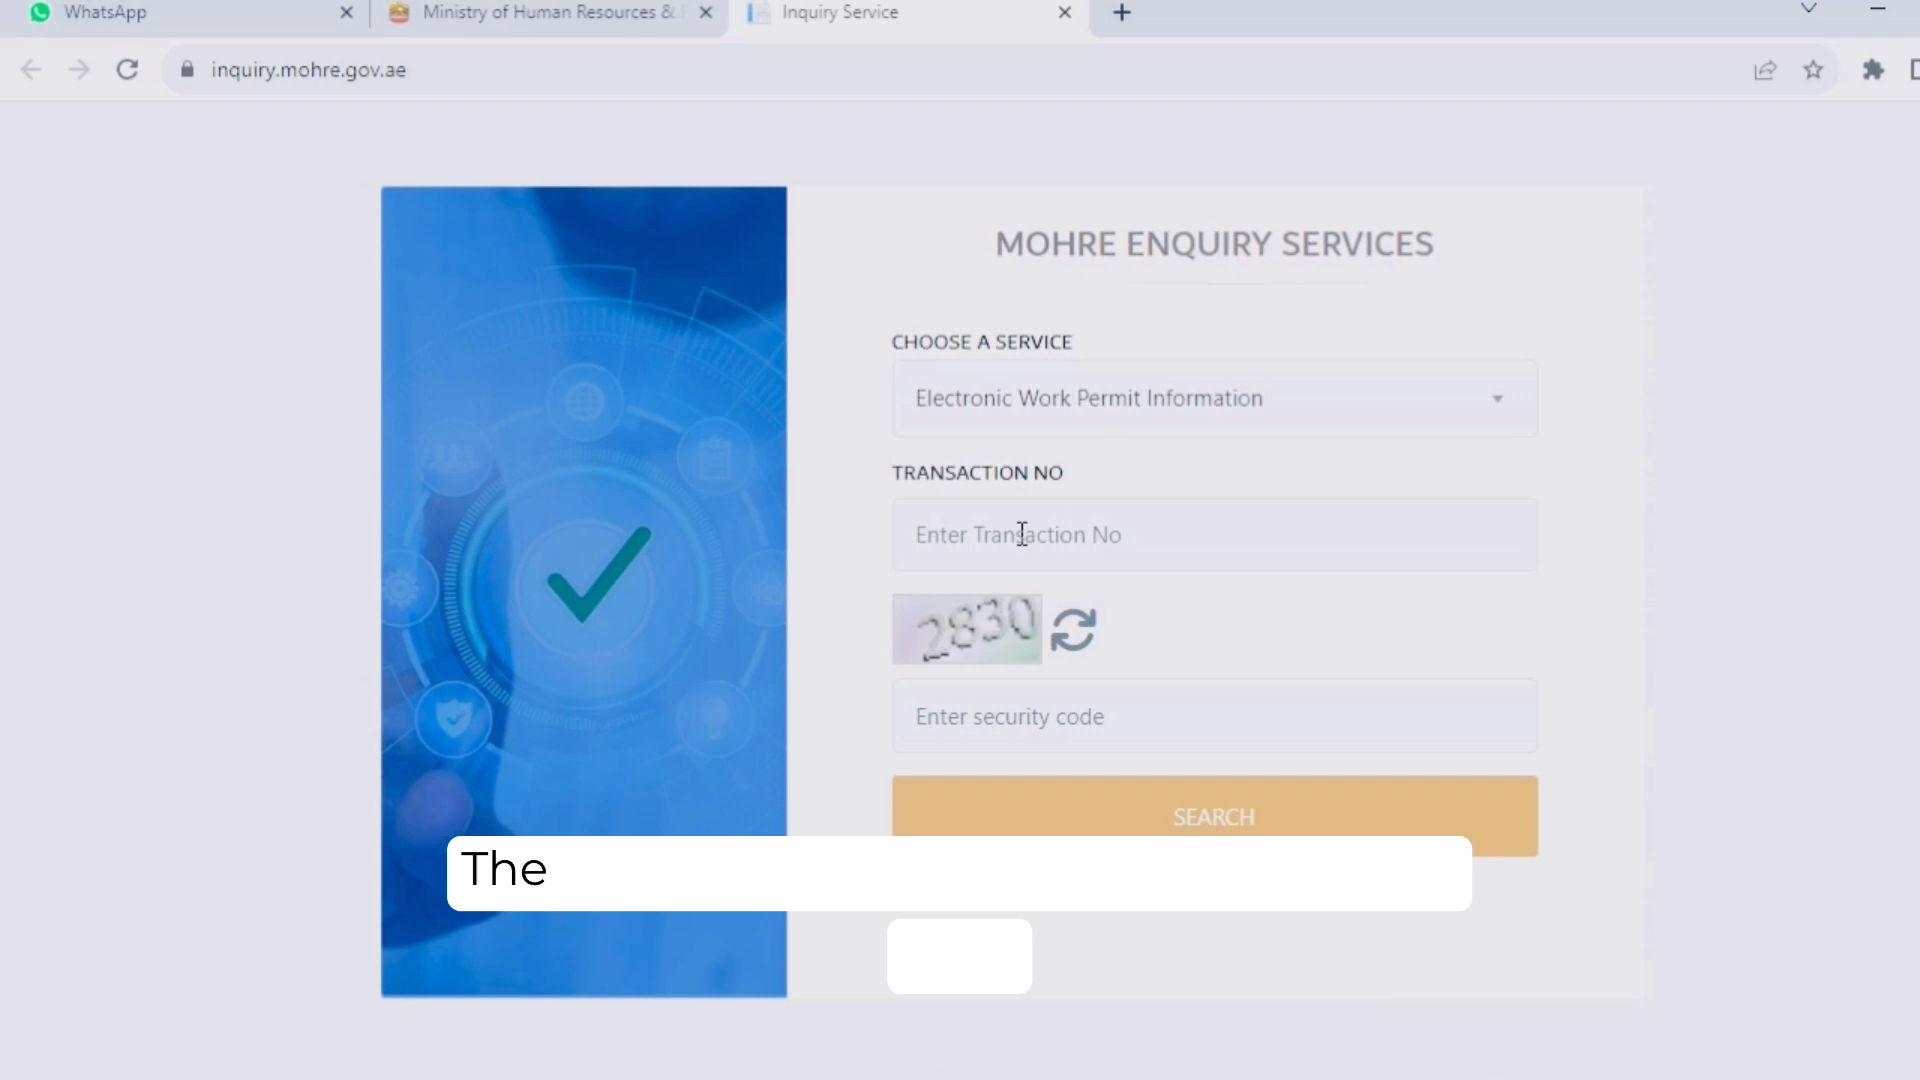 WhatsApp
Ministry of Human Resources &
Inquiry Service
inquiry.mohre.gov.ae
MOHRE ENQUIRY SERVICES
CHOOSE A SERVICE
Electronic Work Permit Information
TRANSACTION NO
Enter Transaction No
2830
Enter security code
SEARCH
The